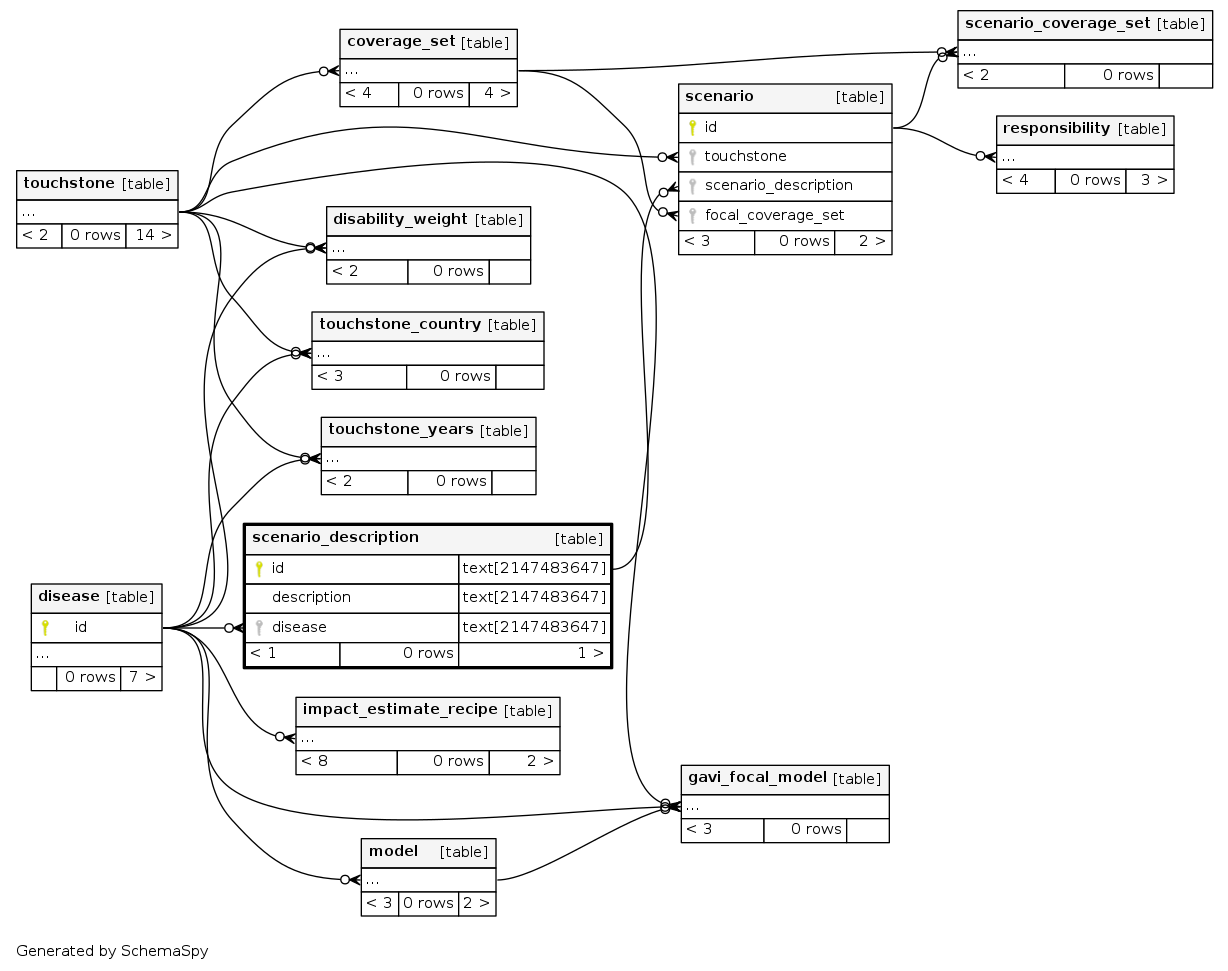 scenario_coverage_set [table]
...
< 2 0 rows
coverage_set [table]
...
< 4 0 rows 4 >
scenario [table]
id
touchstone
scenario_description
focal_coverage_set
< 3 0 rows 2 >
responsibility [table]
...
< 4 0 rows 3 >
touchstone [table]
...
< 2 0 rows 14 >
disability_weight [table]
...
< 2 0 rows
touchstone_country [table]
...
< 3 0 rows
touchstone_years [table]
...
< 2 0 rows
scenario_description [table]
id text[2147483647]
description text[2147483647]
disease text[2147483647]
< 1 0 rows 1 >
disease [table]
id
...
0 rows 7 >
impact_estimate_recipe [table]
...
< 8 0 rows 2 >
gavi_focal_model [table]
...
< 3 0 rows
model [table]
...
< 3 0 rows 2 >
Generated by SchemaSpy